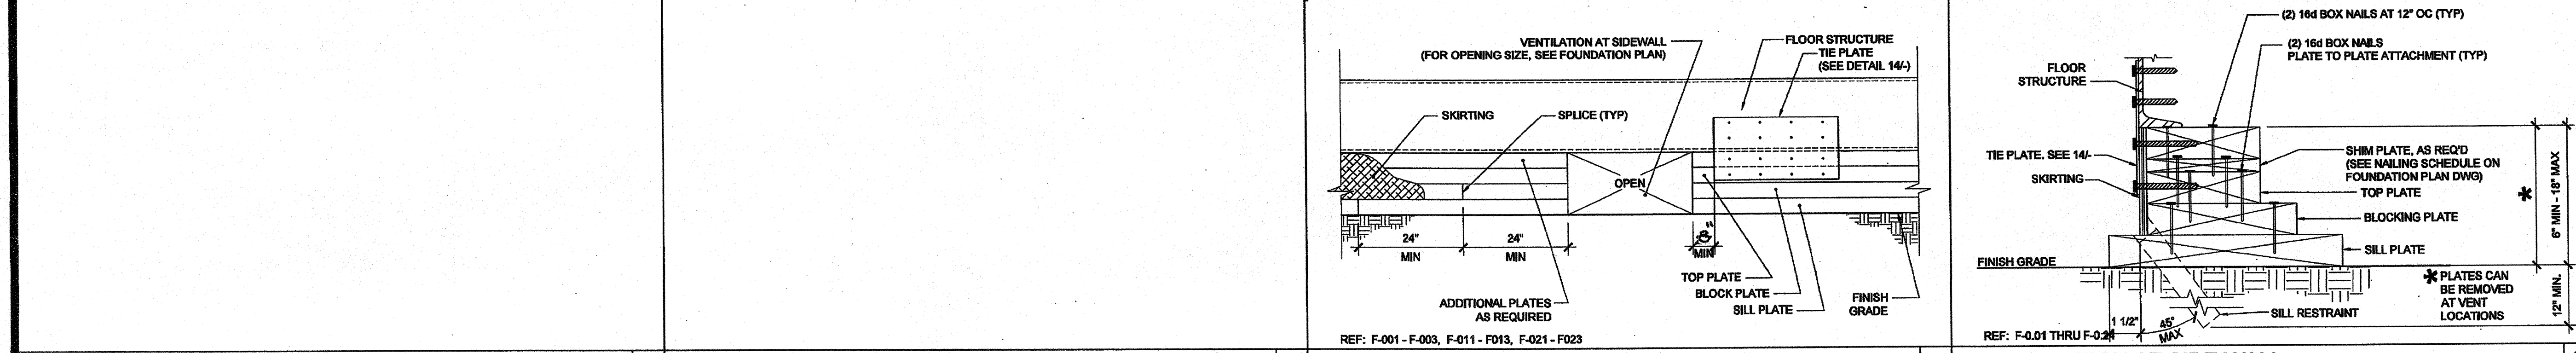 VENTILATION AT SIDEWALL
(FOR OPENING SIZE, SEE FOUNDATION PLAN)
FLOOR STRUCTURE
TIE PLATE
(SEE DETAIL 14/-)
SKIRTING
SPLICE (TYP)
OPEN
24"
MIN
24"
MIN
3"
MIN
TOP PLATE
BLOCK PLATE
SILL PLATE
FINISH
GRADE
ADDITIONAL PLATES
AS REQUIRED
REF: F-001 - F-003, F-011 - F013, F-021 - F023
(2) 16d BOX NAILS AT 12" OC (TYP)
(2) 16d BOX NAILS
PLATE TO PLATE ATTACHMENT (TYP)
FLOOR
STRUCTURE
TIE PLATE. SEE 14/-
SKIRTING
SHIM PLATE, AS REQ'D
(SEE NAILING SCHEDULE ON
FOUNDATION PLAN DWG)
TOP PLATE
BLOCKING PLATE
SILL PLATE
*
6" MIN - 18" MAX
12" MIN.
FINISH GRADE
* PLATES CAN
BE REMOVED
AT VENT
LOCATIONS
SILL RESTRAINT
1 1/2"
45°
MAX
REF: F-0.01 THRU F-0.24